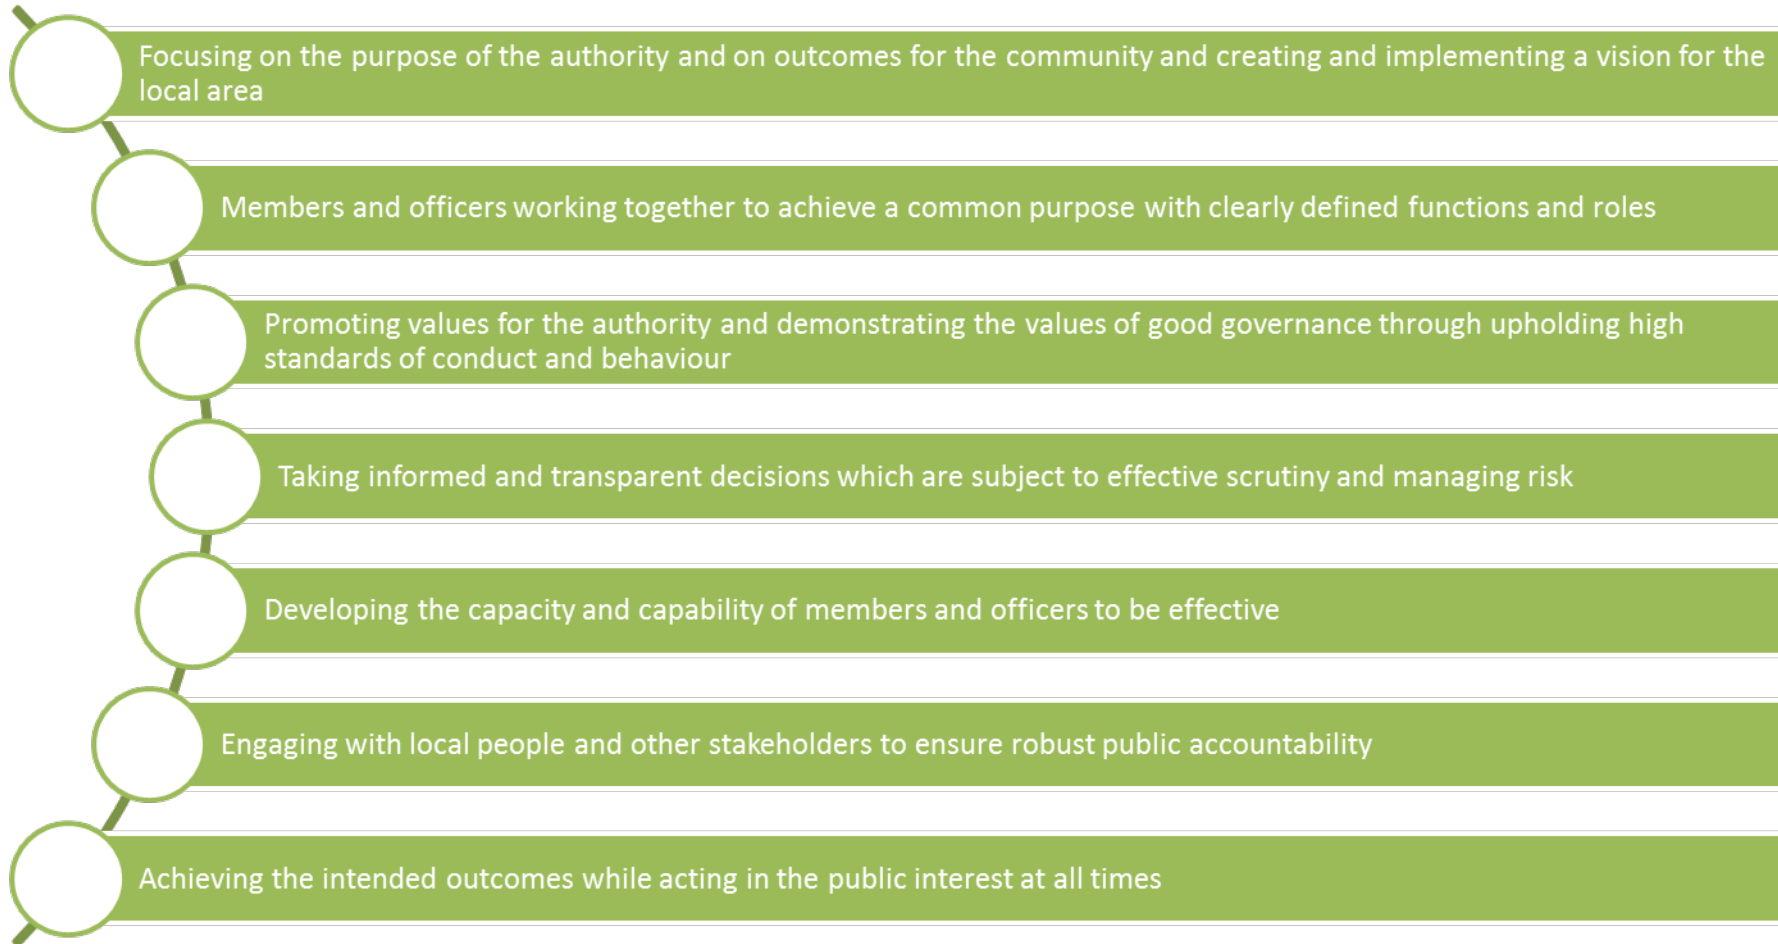 Focusing on the purpose of the authority and on outcomes for the community and creating and implementing a vision for the
local area
Members and officers working together to achieve a common purpose with clearly defined functions and roles
Promoting values for the authority and demonstrating the values of good governance through upholding high
standards of conduct and behaviour
Taking informed and transparent decisions which are subject to effective scrutiny and managing risk
Developing the capacity and capability of members and officers to be effective
Engaging with local people and other stakeholders to ensure robust public accountability
Achieving the intended outcomes while acting in the public interest at all times